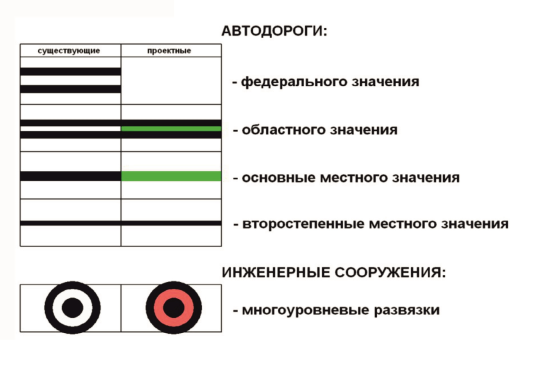 АВТОДОРОГИ:
существующие проектные
- федерального значения
- областного значения
- основные местного значения
- второстепенные местного значения
ИНЖЕНЕРНЫЕ СООРУЖЕНИЯ:
- многоуровневые развязки